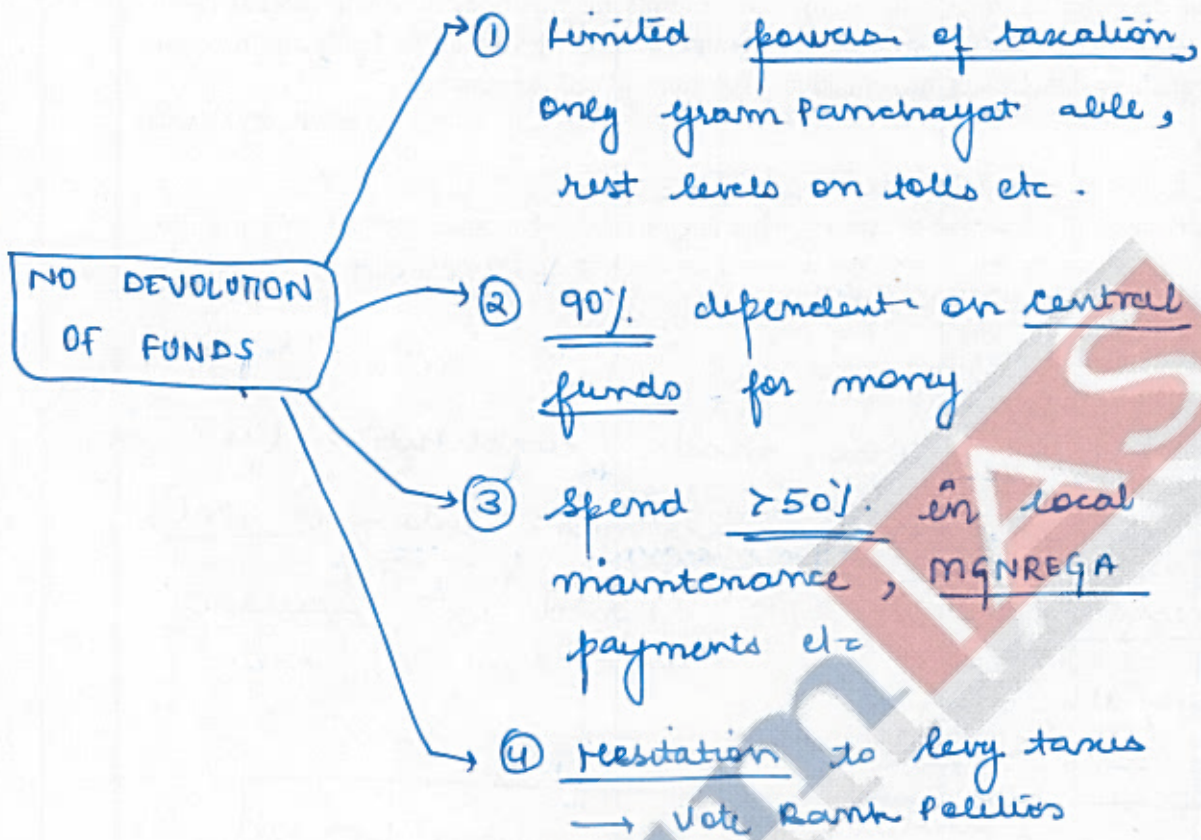 ① Limited powers of taxation,
only gram Panchayat able,
rest levels on tolls etc.
NO DEVOLUTION
OF FUNDS
② 90% dependent on central
funds for money
③ Spend >50% in local
maintenance, MGNREGA
payments etc
④ Hesitation to levy taxes
→ Vote Bank Politics
IAS
m